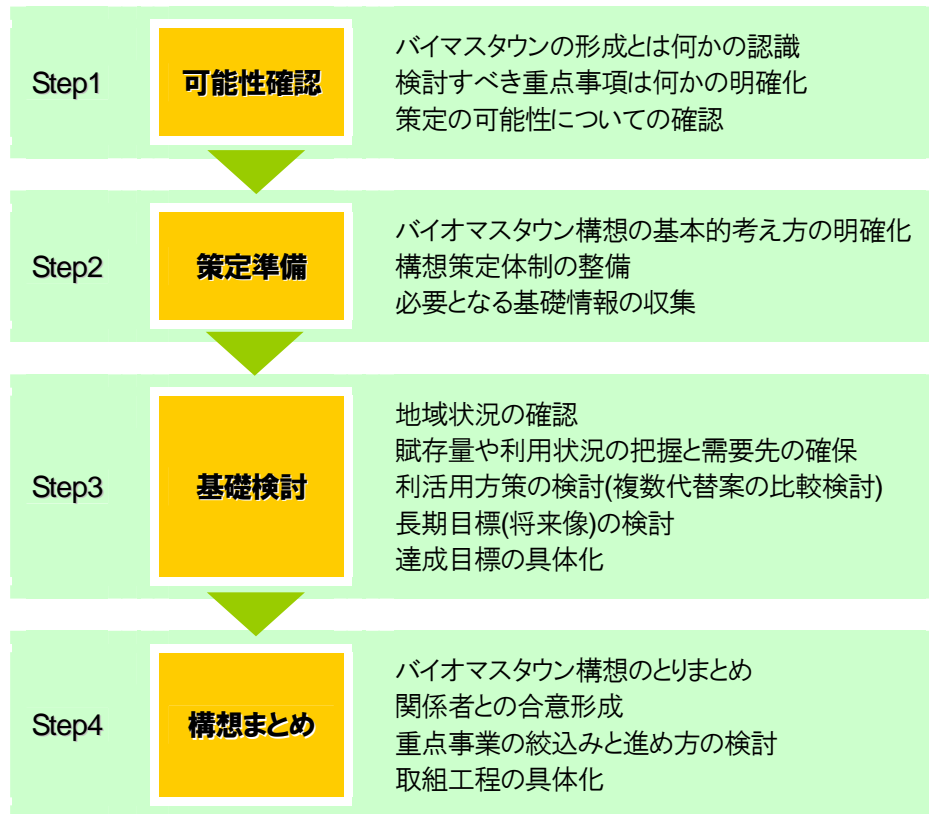 Step1
可能性確認
バイマスタウンの形成とは何かの認識
検討すべき重点事項は何かの明確化
策定の可能性についての確認
Step2
策定準備
バイオマスタウン構想の基本的考え方の明確化
構想策定体制の整備
必要となる基礎情報の収集
Step3
基礎検討
地域状況の確認
賦存量や利用状況の把握と需要先の確保
利活用方策の検討(複数代替案の比較検討)
長期目標(将来像)の検討
達成目標の具体化
Step4
構想まとめ
バイオマスタウン構想のとりまとめ
関係者との合意形成
重点事業の絞込みと進め方の検討
取組工程の具体化